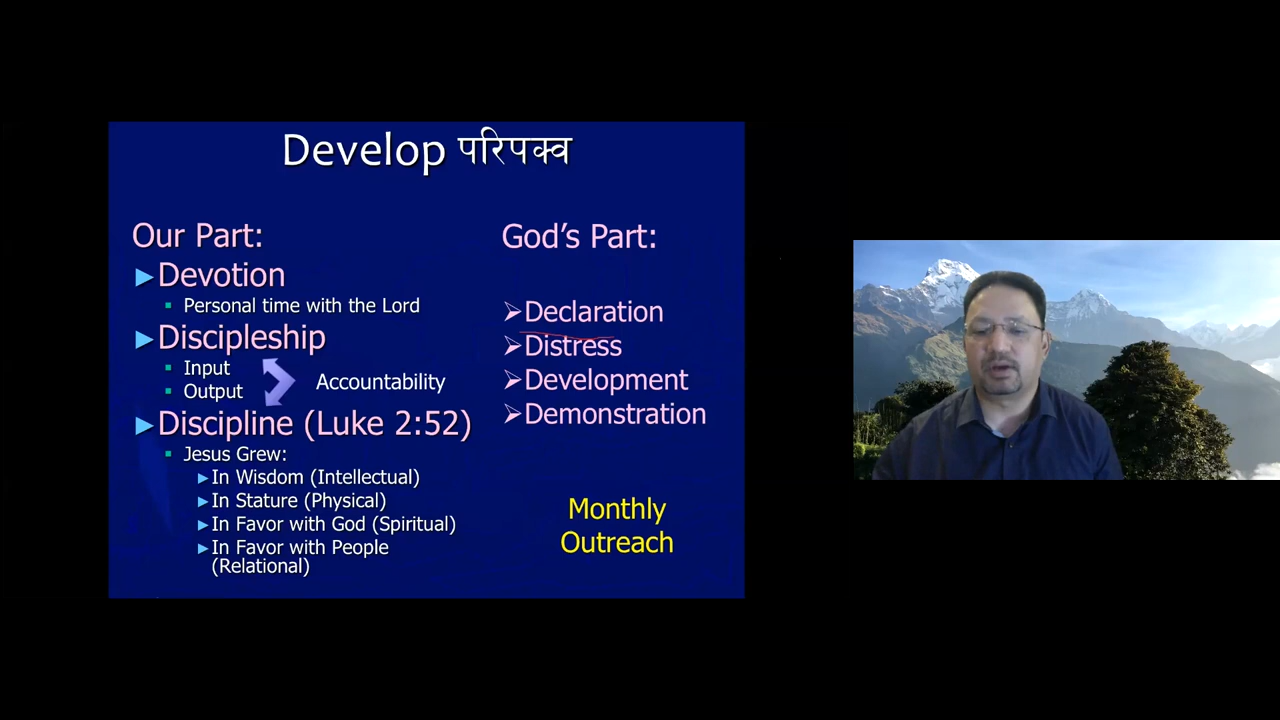 Develop परिपक्व
Our Part:
Devotion
Personal time with the Lord
Discipleship
Input
Output
Accountability
Discipline (Luke 2:52)
Jesus Grew:
In Wisdom (Intellectual)
In Stature (Physical)
In Favor with God (Spiritual)
In Favor with People
(Relational)
God's Part:
Declaration
Distress
Development
Demonstration
Monthly
Outreach